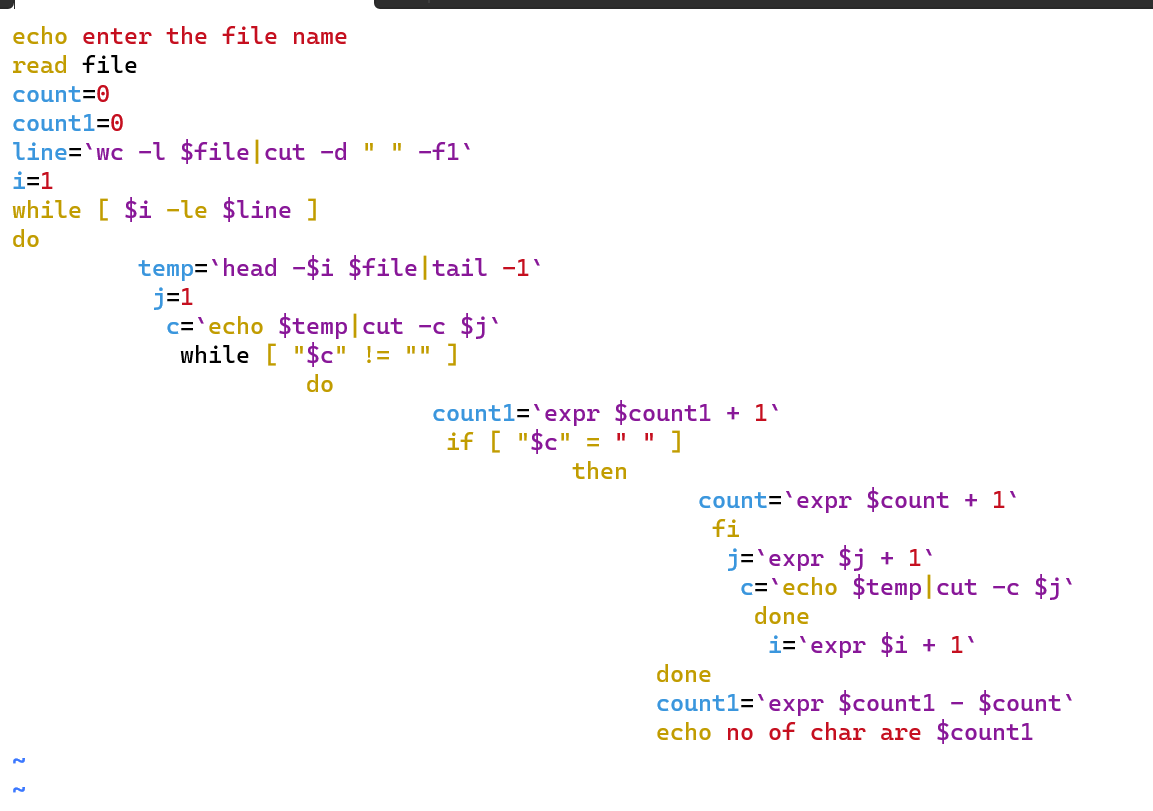 echo enter the file name
read file
count=0
count1=0
line=`wc -l $file|cut -d " " -f1`
i=1
while [ $i -le $line ]
do
temp=`head -$i $file|tail -1`
j=1
c=`echo $temp|cut -c $j`
while [ "$c" != "" ]
do
count1=`expr $count1 + 1`
if [ "$c" = " " ]
then
count=`expr $count + 1`
fi
j=`expr $j + 1`
c=`echo $temp|cut -c $j`
done
i=`expr $i + 1`
done
count1=`expr $count1 - $count`
echo no of char are $count1
~
~